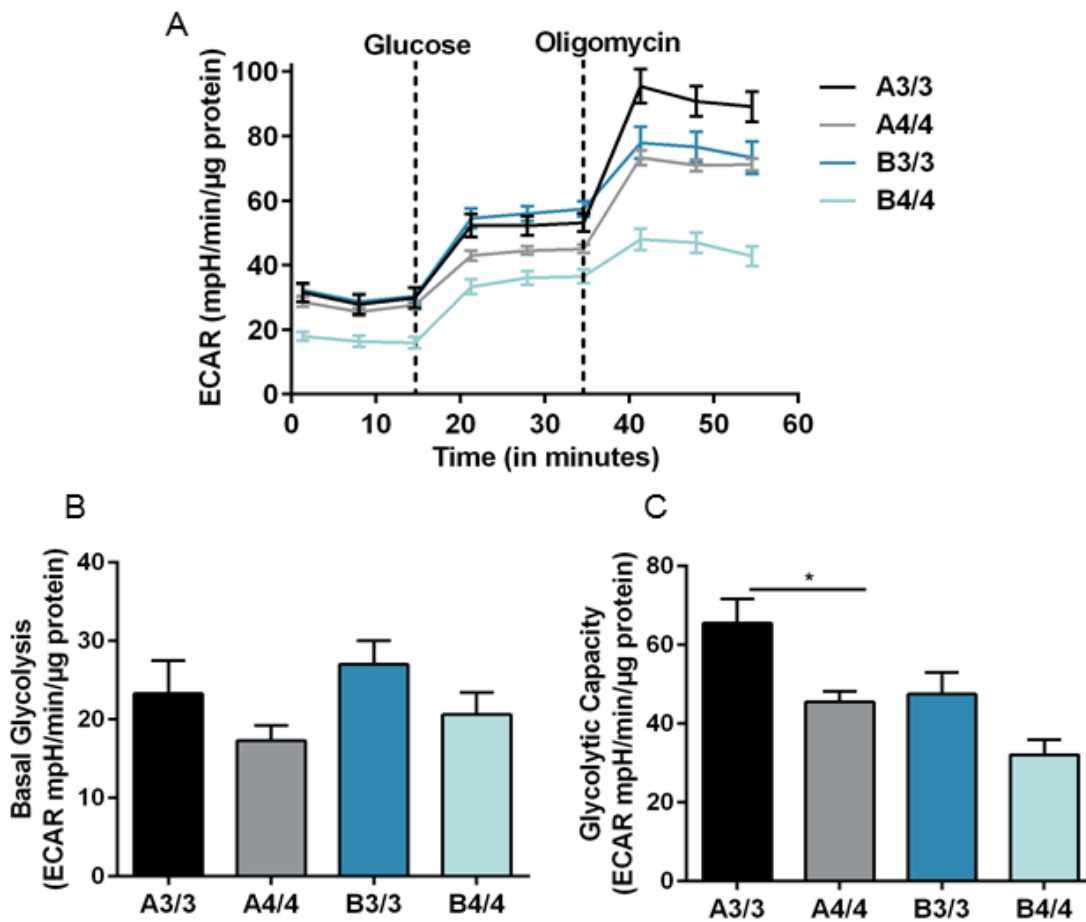 A
Glucose
Oligomycin
ECAR (mpH/min/µg protein)
100
80
60
40
20
0
0 10 20 30 40 50 60
Time (in minutes)
A3/3
A4/4
B3/3
B4/4
B
Basal Glycolysis
(ECAR mpH/min/µg protein)
40
30
20
10
0
A3/3 A4/4 B3/3 B4/4
C
Glycolytic Capacity
(ECAR mpH/min/µg protein)
80
60
40
20
0
*
A3/3 A4/4 B3/3 B4/4